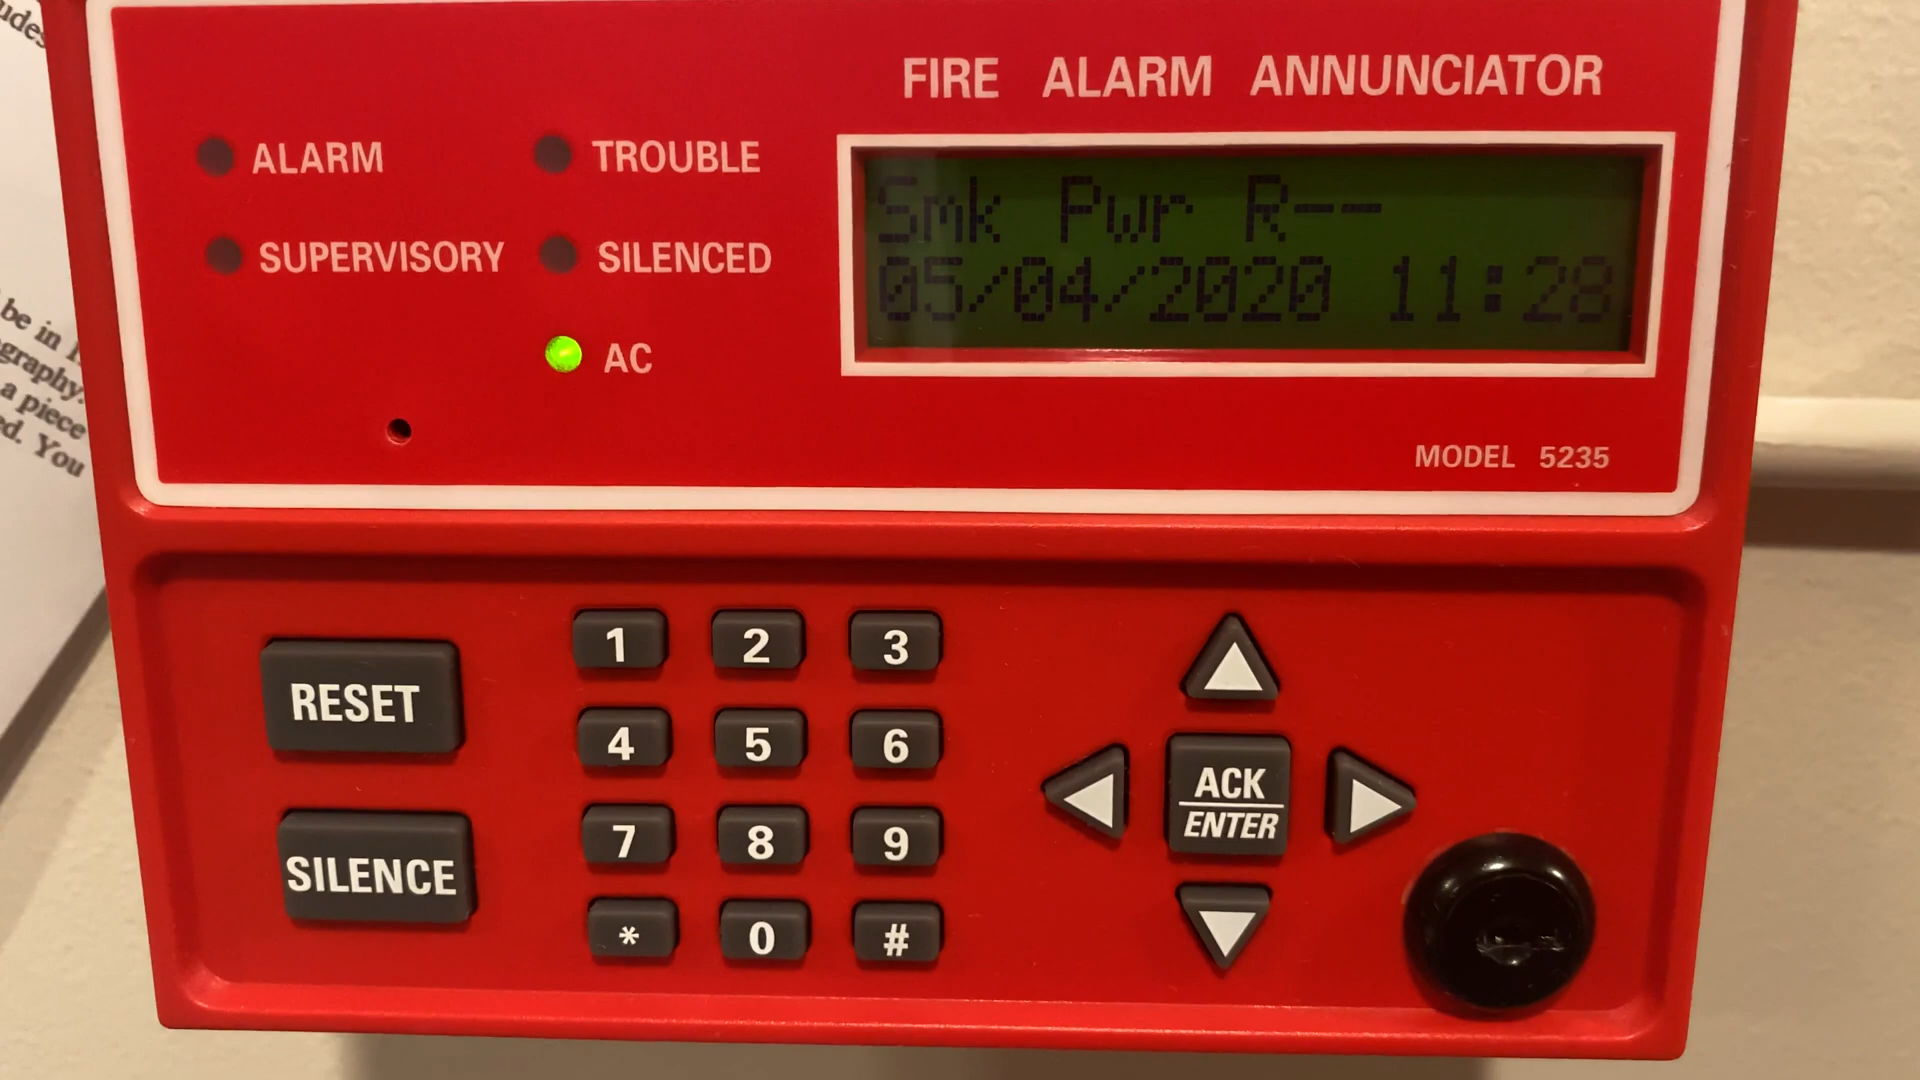 FIRE ALARM ANNUNCIATOR
ALARM
TROUBLE
SUPERVISORY
SILENCED
AC
Smk Pwr R--
05/04/2020 11:28
MODEL 5235
RESET
SILENCE
1 2 3
4 5 6
7 8 9
* 0 #
ACK
ENTER
be in
a piece
You